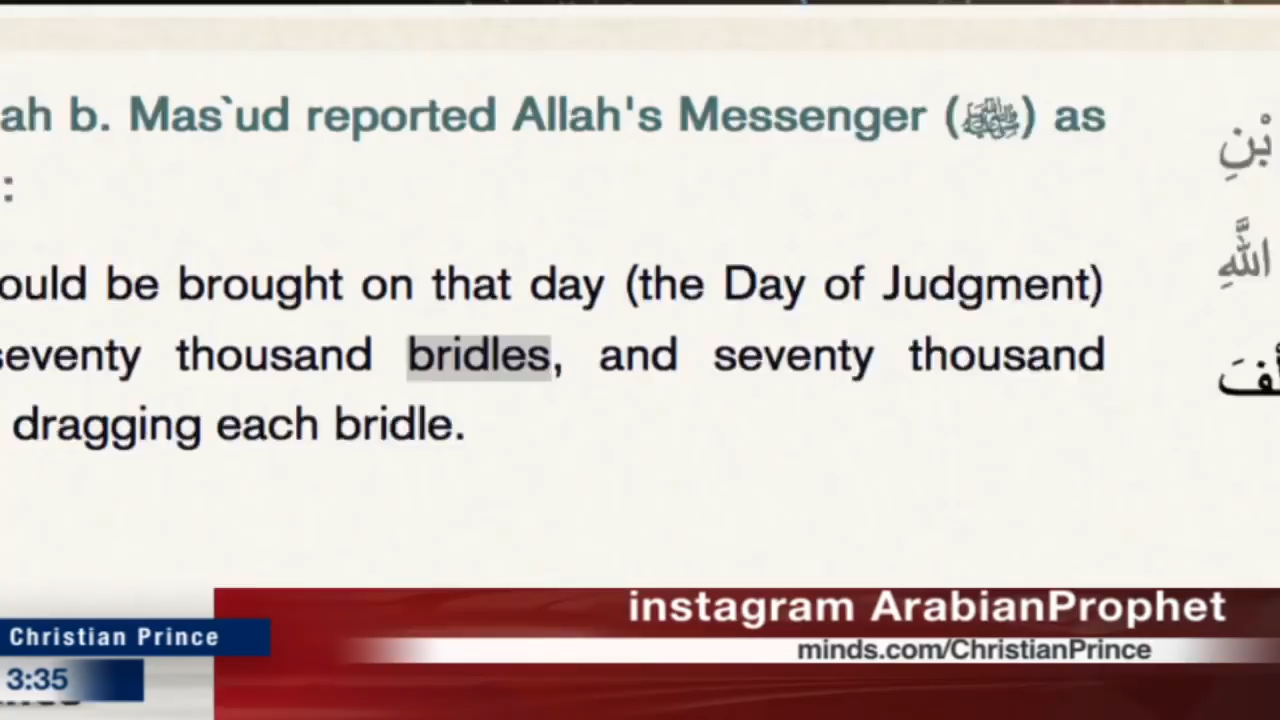 ah b. Mas`ud reported Allah's Messenger (ﷺ) as
:
ould be brought on that day (the Day of Judgment)
seventy thousand bridles, and seventy thousand
dragging each bridle.
بْنِ
اللَّهِ
instagram ArabianProphet
Christian Prince
minds.com/ChristianPrince
3:35